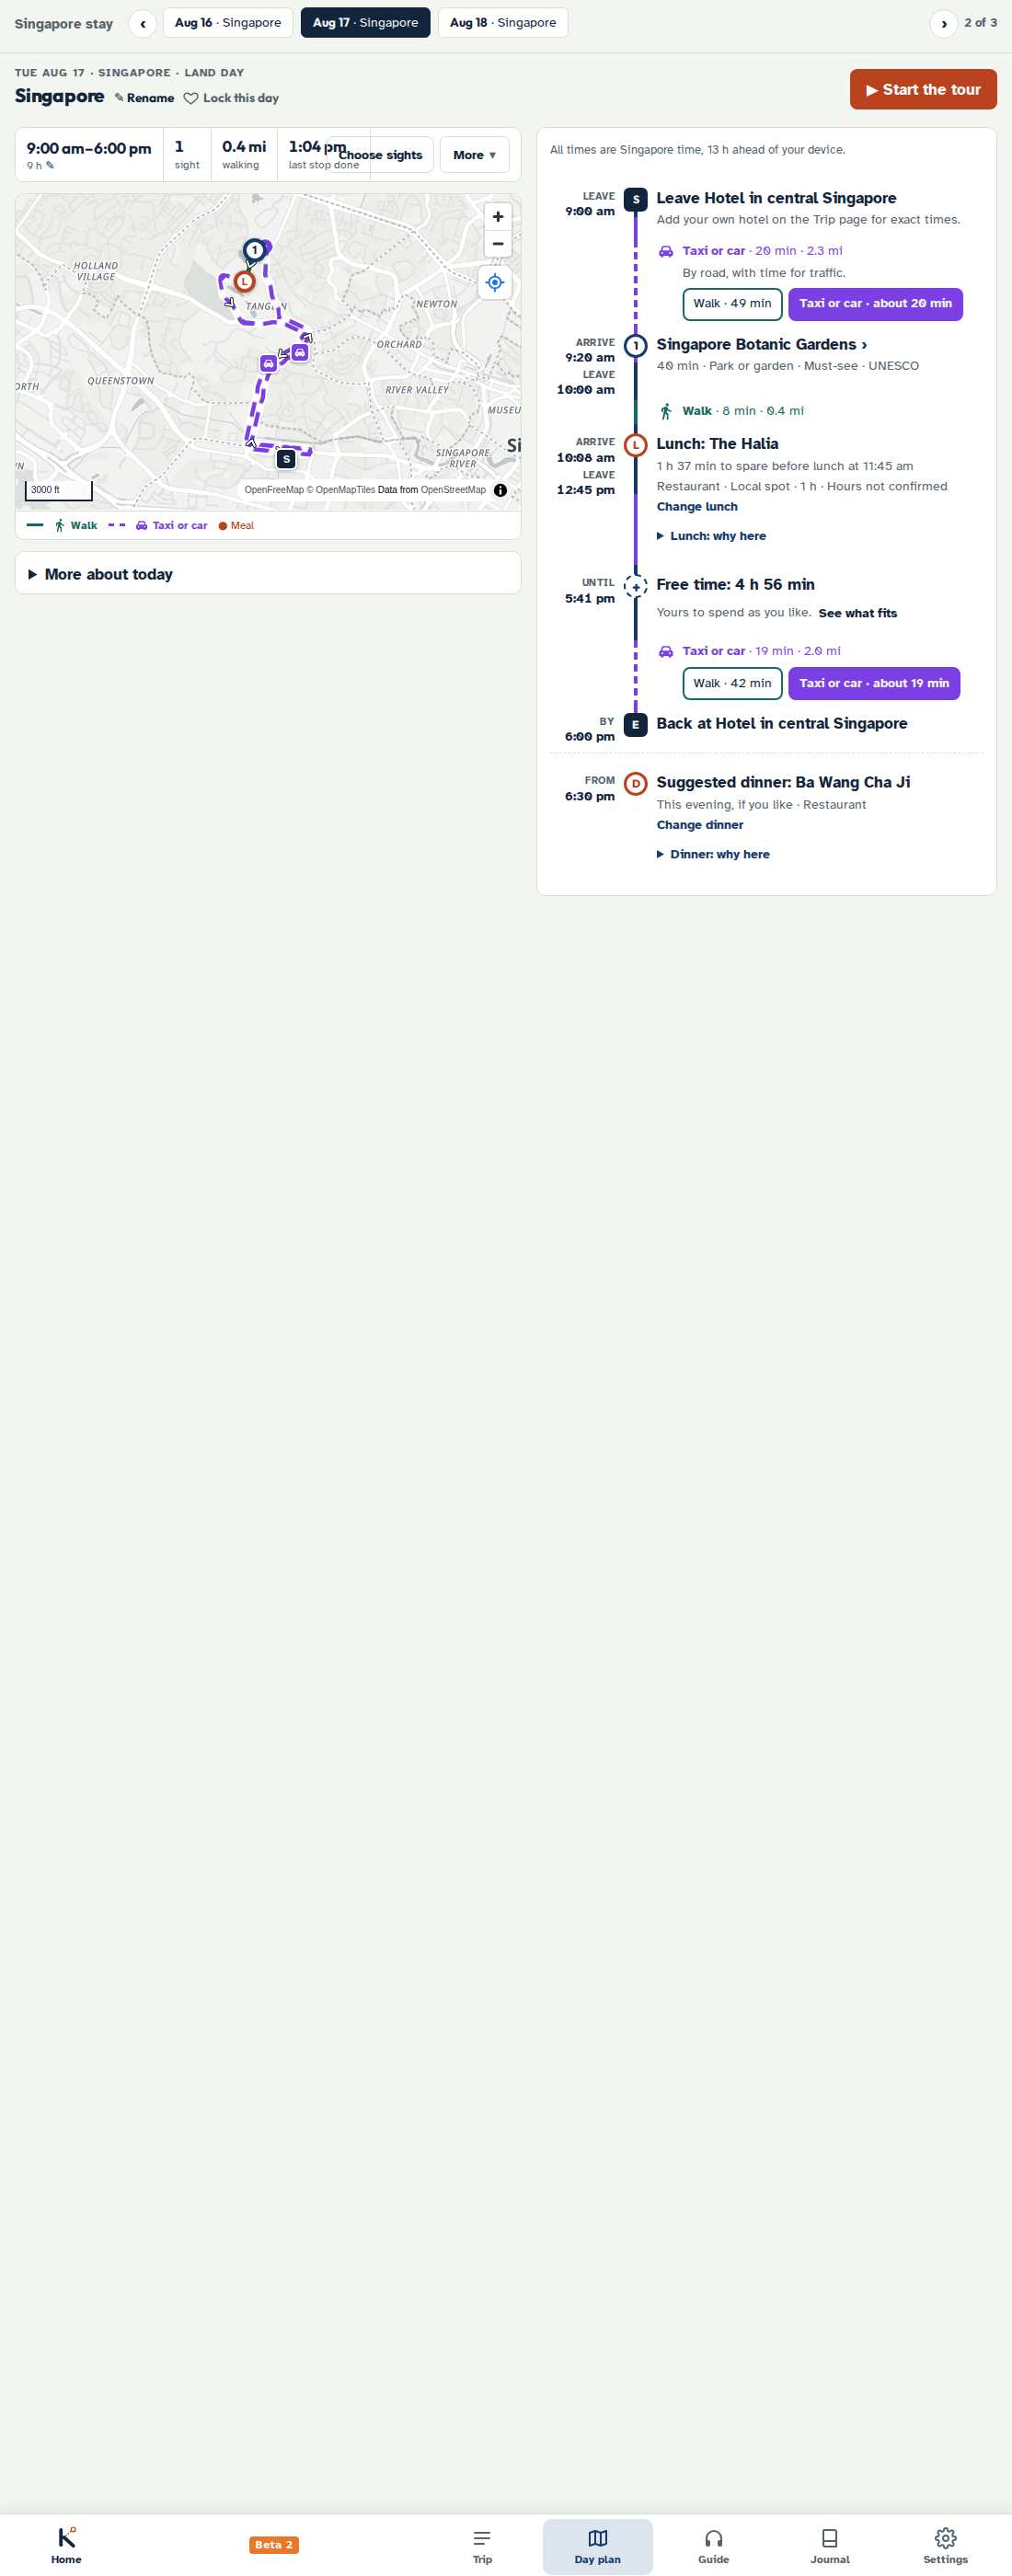 Singapore stay
‹
Aug 16 · Singapore
Aug 17 · Singapore
Aug 18 · Singapore
›
2 of 3
TUE AUG 17 · SINGAPORE · LAND DAY
Singapore
✎ Rename
Lock this day
▶ Start the tour
9:00 am–6:00 pm
9 h ✎
1
sight
0.4 mi
walking
1:04 pm
last stop done
Choose sights
More ▾
HOLLAND
VILLAGE
TANGLIN
NEWTON
ORCHARD
QUEENSTOWN
RIVER VALLEY
ORTH
MUSEU
SINGAPORE
RIVER
Si
WN
1
L
S
+
−
3000 ft
OpenFreeMap © OpenMapTiles Data from OpenStreetMap
Walk
Taxi or car
Meal
▶ More about today
All times are Singapore time, 13 h ahead of your device.
LEAVE
9:00 am
S
Leave Hotel in central Singapore
Add your own hotel on the Trip page for exact times.
Taxi or car · 20 min · 2.3 mi
By road, with time for traffic.
Walk · 49 min
Taxi or car · about 20 min
ARRIVE
9:20 am
LEAVE
10:00 am
1
Singapore Botanic Gardens ›
40 min · Park or garden · Must-see · UNESCO
Walk · 8 min · 0.4 mi
ARRIVE
10:08 am
LEAVE
12:45 pm
L
Lunch: The Halia
1 h 37 min to spare before lunch at 11:45 am
Restaurant · Local spot · 1 h · Hours not confirmed
Change lunch
▶ Lunch: why here
UNTIL
5:41 pm
+
Free time: 4 h 56 min
Yours to spend as you like. See what fits
Taxi or car · 19 min · 2.0 mi
Walk · 42 min
Taxi or car · about 19 min
BY
6:00 pm
E
Back at Hotel in central Singapore
FROM
6:30 pm
D
Suggested dinner: Ba Wang Cha Ji
This evening, if you like · Restaurant
Change dinner
▶ Dinner: why here
Home
Beta 2
Trip
Day plan
Guide
Journal
Settings